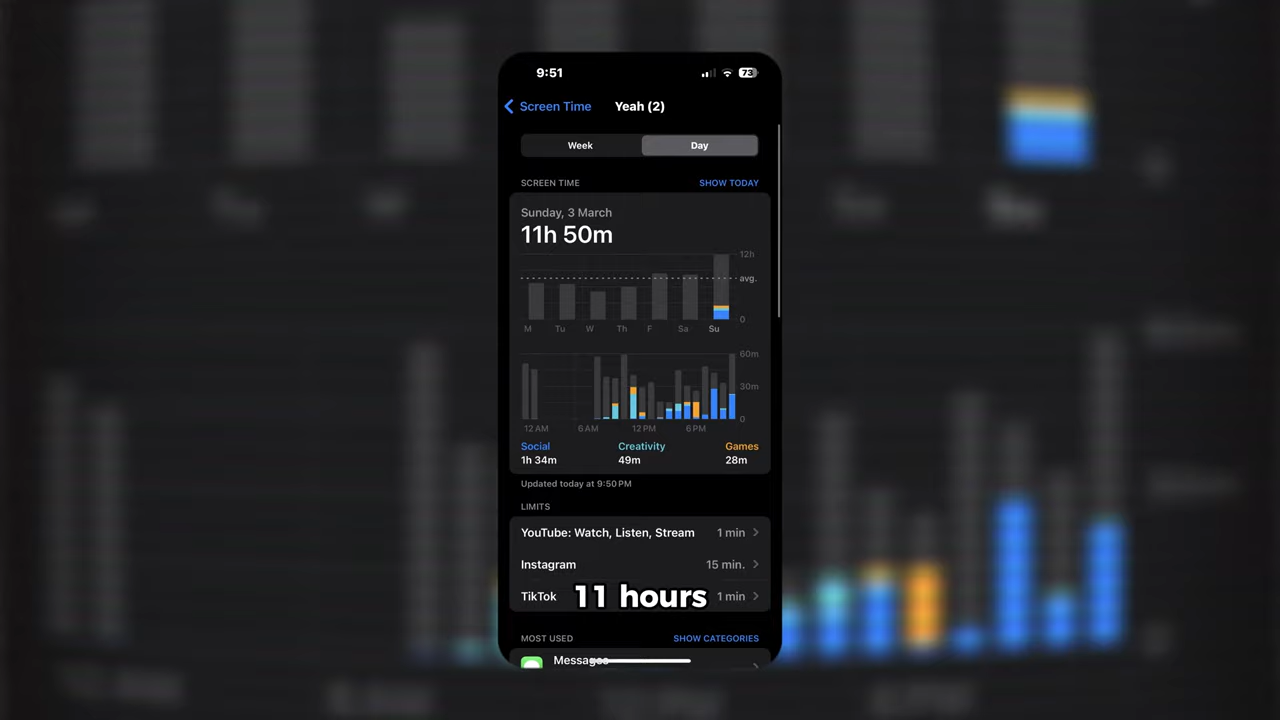 9:51 73
Screen Time Yeah (2)
Week Day
SCREEN TIME SHOW TODAY
Sunday, 3 March
11h 50m
12h
avg.
0
M Tu W Th F Sa Su
60m
30m
0
12 AM 6 AM 12 PM 6 PM
Social Creativity Games
1h 34m 49m 28m
Updated today at 9:50 PM
LIMITS
YouTube: Watch, Listen, Stream 1 min
Instagram 15 min.
TikTok 1 min
11 hours
MOST USED SHOW CATEGORIES
Messages